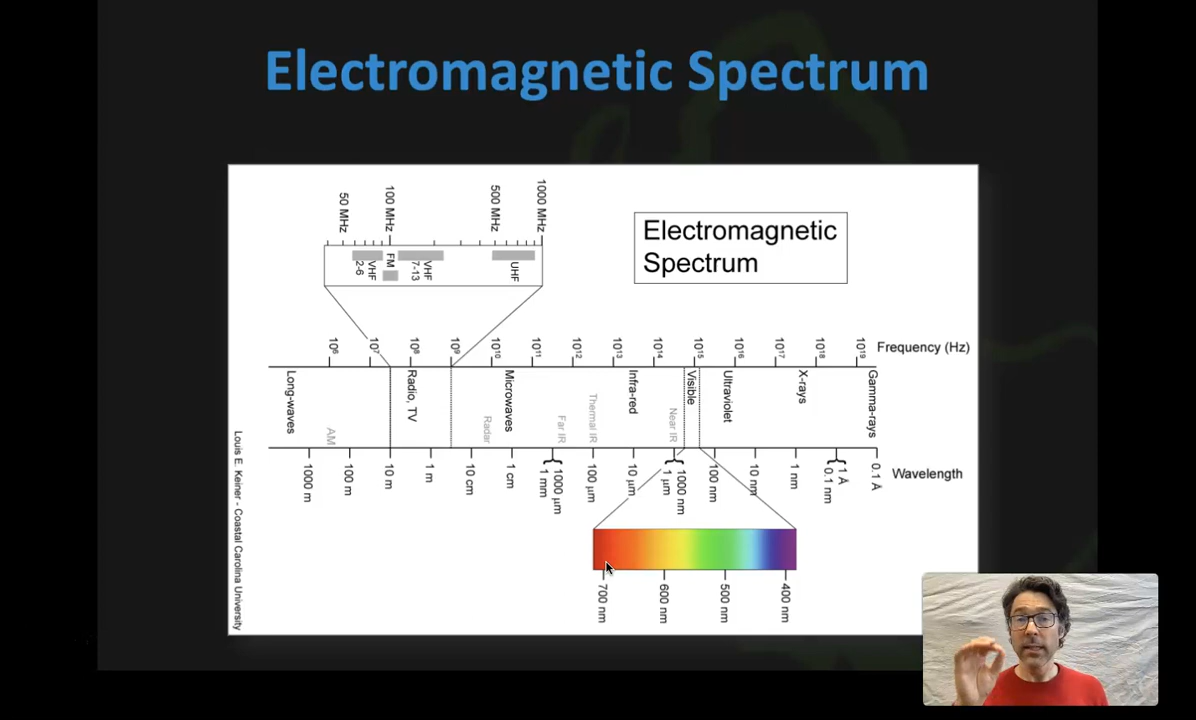 Electromagnetic Spectrum
Electromagnetic
Spectrum
50 MHz
100 MHz
500 MHz
1000 MHz
VHF
2-6
FM
VHF
7-13
UHF
10⁶
10⁷
10⁸
10⁹
10¹⁰
10¹¹
10¹²
10¹³
10¹⁴
10¹⁵
10¹⁶
10¹⁷
10¹⁸
10¹⁹
Frequency (Hz)
Long-waves
AM
Radio, TV
Radar
Microwaves
Far IR
Thermal IR
Infra-red
Near IR
Visible
Ultraviolet
X-rays
Gamma-rays
1000 m
100 m
10 m
1 m
10 cm
1 cm
1000 µm
1 mm
100 µm
10 µm
1000 nm
1 µm
100 nm
10 nm
1 nm
1 Å
0.1 nm
0.1 Å
Wavelength
700 nm
600 nm
500 nm
400 nm
Louis E. Keiner - Coastal Carolina University